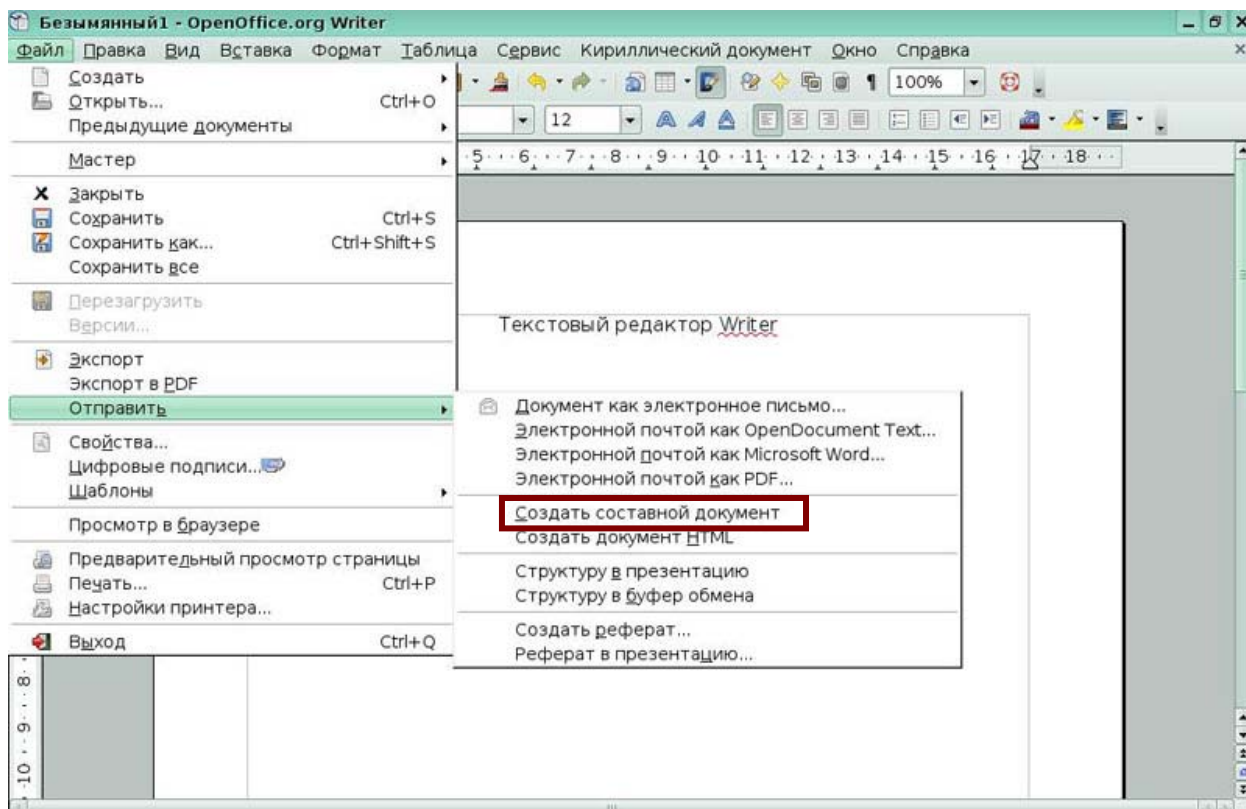 Безымянный1 - OpenOffice.org Writer
Файл Правка Вид Вставка Формат Таблица Сервис Кириллический документ Окно Справка
Создать
Открыть... Ctrl+O
Предыдущие документы
Мастер
Закрыть
Сохранить Ctrl+S
Сохранить как... Ctrl+Shift+S
Сохранить все
Перезагрузить
Версии...
Экспорт
Экспорт в PDF
Отправить
Свойства...
Цифровые подписи...
Шаблоны
Просмотр в браузере
Предварительный просмотр страницы
Печать... Ctrl+P
Настройки принтера...
Выход Ctrl+Q
100%
12
5 6 7 8 9 10 11 12 13 14 15 16 17 18
Текстовый редактор Writer
Документ как электронное письмо...
Электронной почтой как OpenDocument Text...
Электронной почтой как Microsoft Word...
Электронной почтой как PDF...
Создать составной документ
Создать документ HTML
Структуру в презентацию
Структуру в буфер обмена
Создать реферат...
Реферат в презентацию...
8
9
10